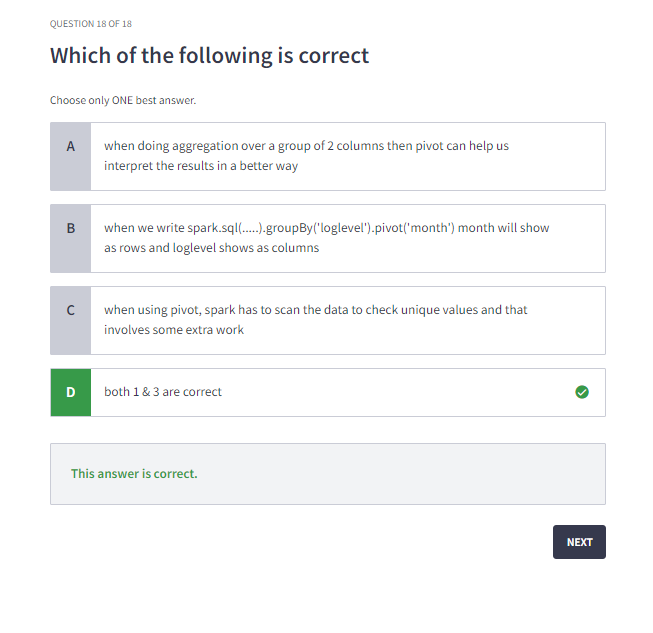 QUESTION 18 OF 18
Which of the following is correct
Choose only ONE best answer.
A
when doing aggregation over a group of 2 columns then pivot can help us
interpret the results in a better way
B
when we write spark.sql(.....).groupBy('loglevel').pivot('month') month will show
as rows and loglevel shows as columns
C
when using pivot, spark has to scan the data to check unique values and that
involves some extra work
D
both 1 & 3 are correct
This answer is correct.
NEXT